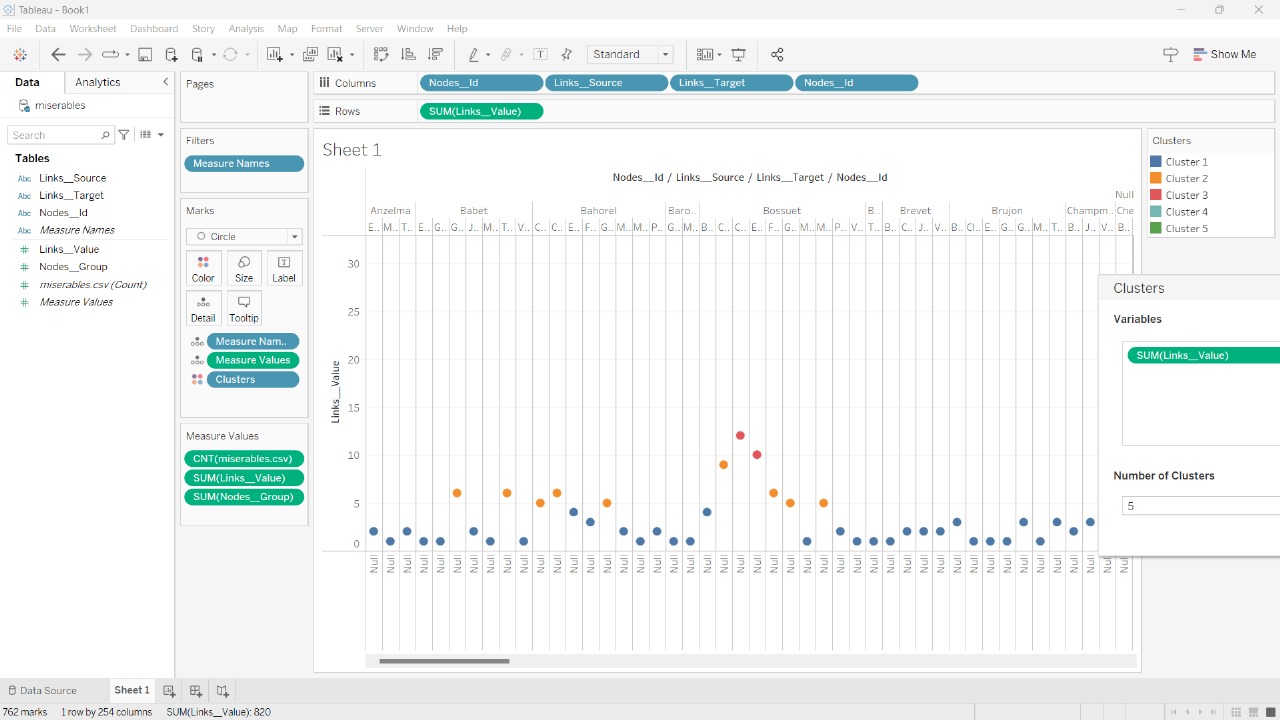 Tableau - Book1
File Data Worksheet Dashboard Story Analysis Map Format Server Window Help
Standard
Show Me
Data Analytics
miserables
Search
Tables
Abc Links__Source
Abc Links__Target
Abc Nodes__Id
Abc Measure Names
Links__Value
Nodes__Group
miserables.csv (Count)
Measure Values
Pages
Filters
Measure Names
Marks
Circle
Color Size Label
Detail Tooltip
Measure Nam..
Measure Values
Clusters
Measure Values
CNT(miserables.csv)
SUM(Links__Value)
SUM(Nodes__Group)
Columns Nodes__Id Links__Source Links__Target Nodes__Id
Rows SUM(Links__Value)
Sheet 1
Nodes__Id / Links__Source / Links__Target / Nodes__Id
Null
Anzelma Babet Bahorel Baro.. Bossuet B.. Brevet Brujon Champm.. Che
E.. M.. T.. E.. G.. G.. J.. M.. T.. V.. C.. C.. E.. F.. G.. M.. M.. P.. G.. M.. B.. C.. C.. E.. F.. G.. M.. M.. P.. V.. T.. B.. C.. J.. V.. B.. Cl.. E.. G.. G.. M.. T.. B.. J.. V.. B..
Links__Value
30
25
20
15
10
5
0
Null Null Null Null Null Null Null Null Null Null Null Null Null Null Null Null Null Null Null Null Null Null Null Null Null Null Null Null Null Null Null Null Null Null Null Null Null Null Null Null Null Null Null Null Null Null
Clusters
Cluster 1
Cluster 2
Cluster 3
Cluster 4
Cluster 5
Clusters
Variables
SUM(Links__Value)
Number of Clusters
5
Data Source Sheet 1
762 marks 1 row by 254 columns SUM(Links__Value): 820